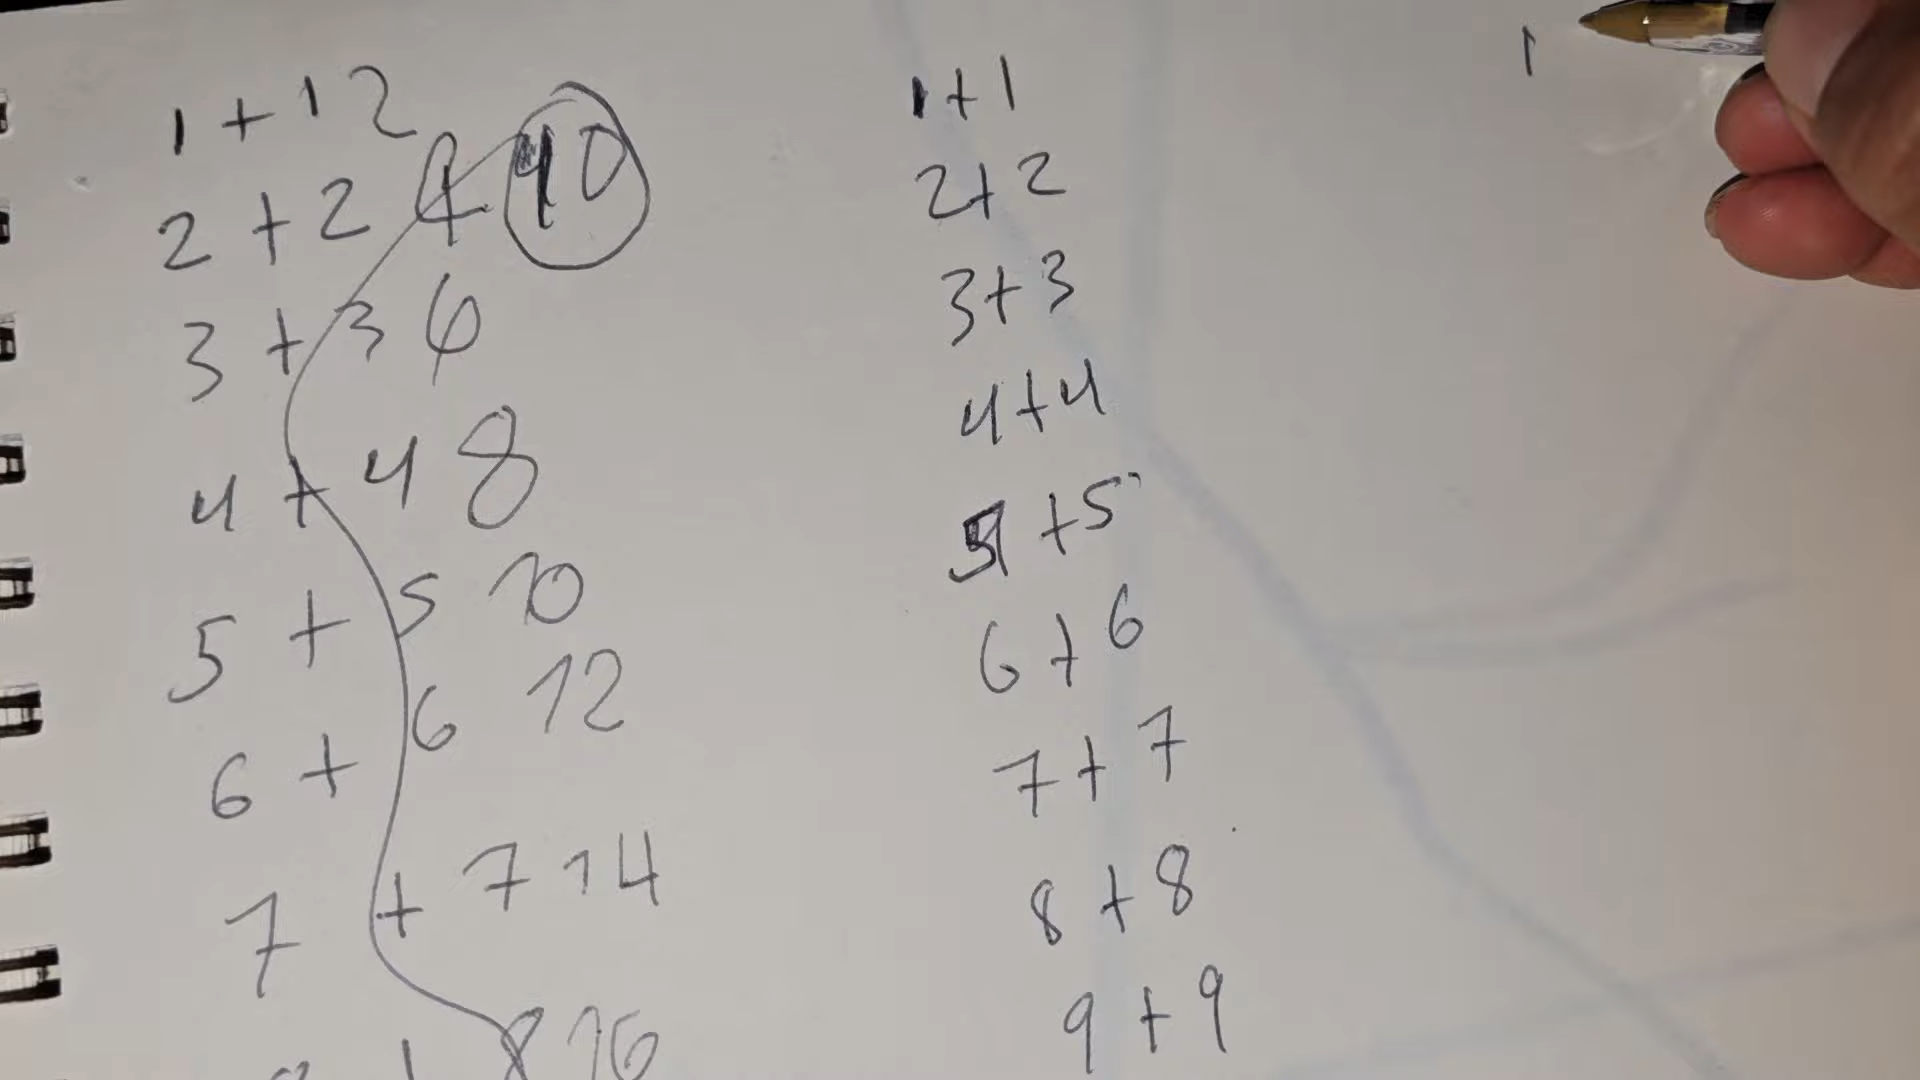 1 + 1 2
2 + 2 4 40
3 + 3 6
4 + 4 8
5 + 5 10
6 + 6 12
7 + 7 14
8 16
1 + 1
2 + 2
3 + 3
4 + 4
5 + 5
6 + 6
7 + 7
8 + 8
9 + 9
1